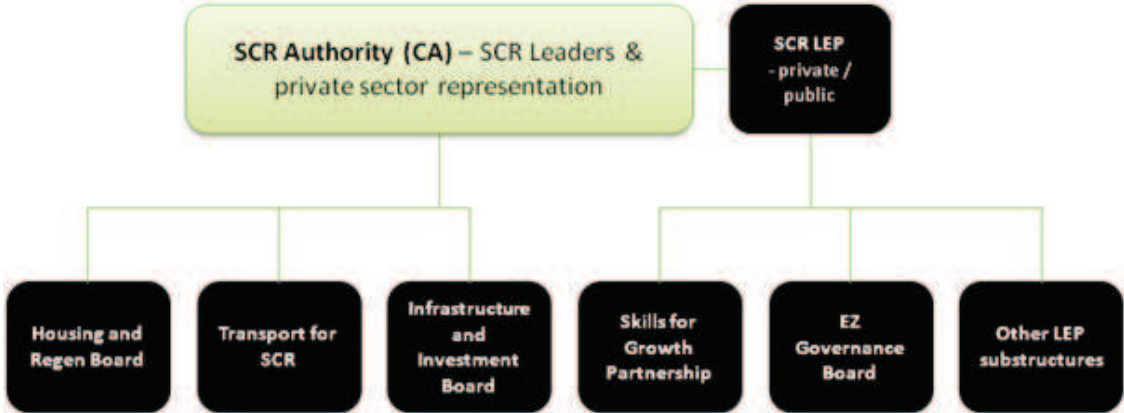 SCR Authority (CA) – SCR Leaders &
private sector representation
SCR LEP
- private /
public
Housing and
Regen Board
Transport for
SCR
Infrastructure
and
Investment
Board
Skills for
Growth
Partnership
EZ
Governance
Board
Other LEP
substructures